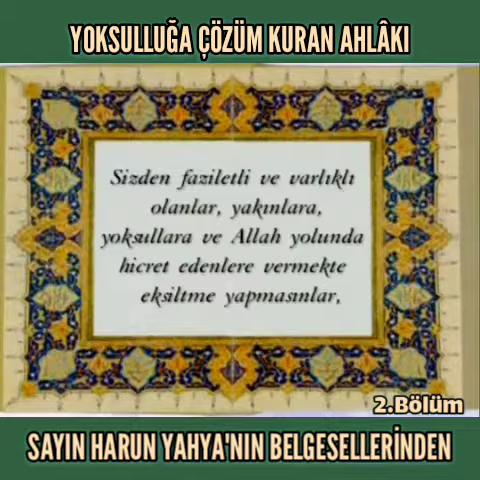 YOKSULLUĞA ÇÖZÜM KURAN AHLÂKI
Sizden faziletli ve varlıklı
olanlar, yakınlara,
yoksullara ve Allah yolunda
hicret edenlere vermekte
eksiltme yapmasınlar,
2.Bölüm
SAYIN HARUN YAHYA'NIN BELGESELLERİNDEN